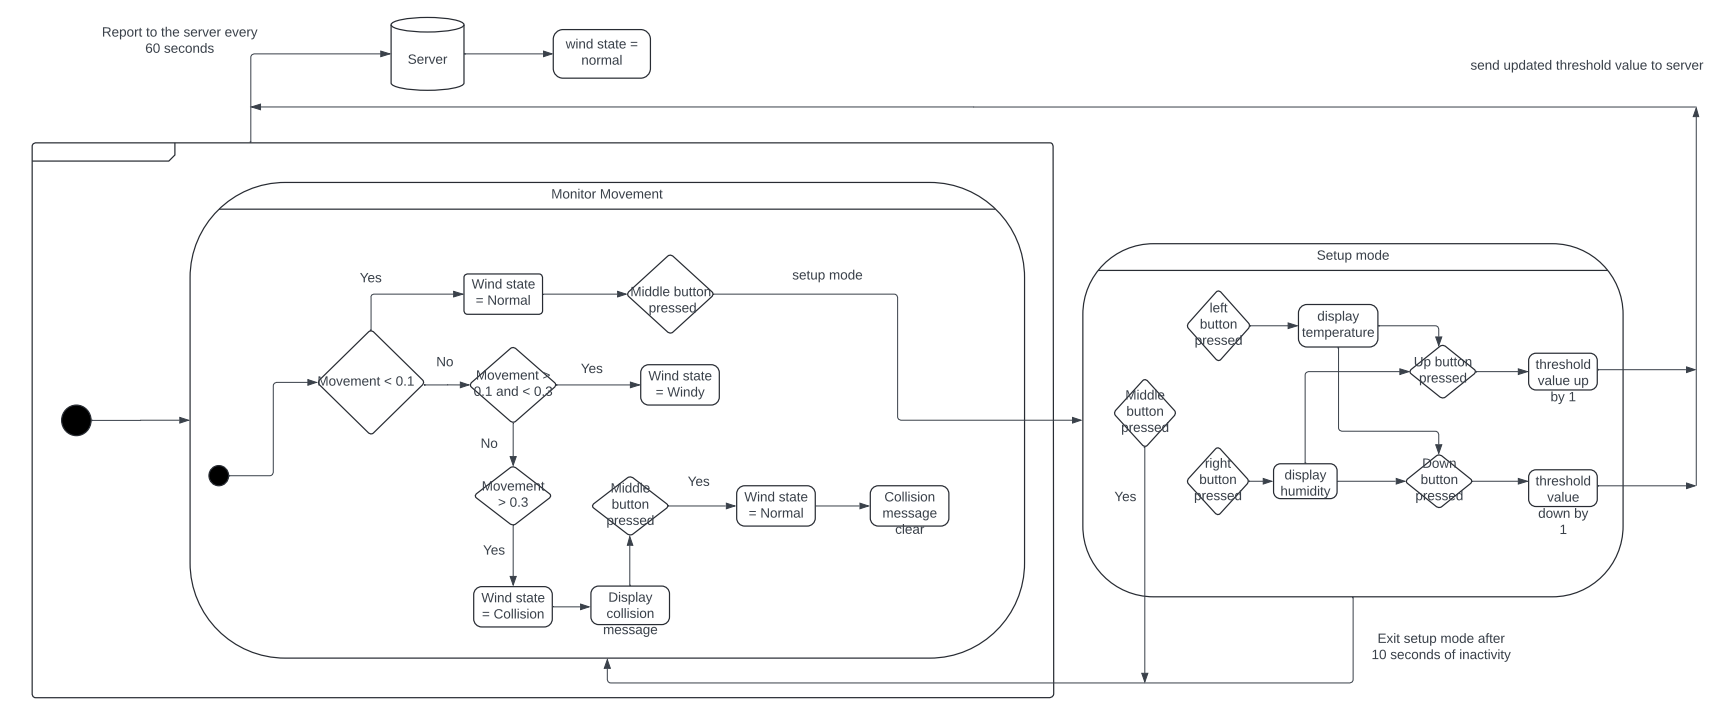 Report to the server every
60 seconds
Server
wind state =
normal
send updated threshold value to server
Monitor Movement
Yes
Wind state
= Normal
Middle button
pressed
setup mode
Movement < 0.1
No
Movement >
0.1 and < 0.3
Yes
Wind state
= Windy
No
Movement
> 0.3
Yes
Wind state
= Collision
Display
collision
message
Middle
button
pressed
Yes
Wind state
= Normal
Collision
message
clear
Setup mode
left
button
pressed
display
temperature
Up button
pressed
threshold
value up
by 1
Middle
button
pressed
Yes
right
button
pressed
display
humidity
Down
button
pressed
threshold
value
down by
1
Exit setup mode after
10 seconds of inactivity